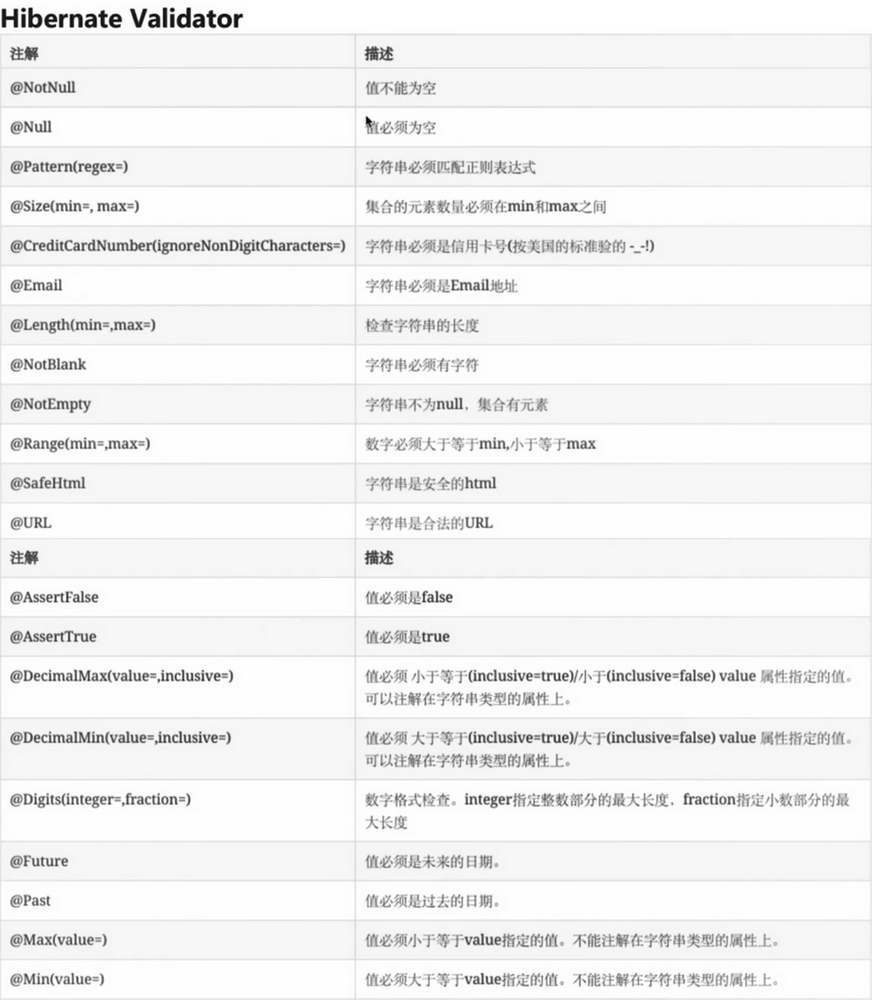 Hibernate Validator
注解 描述
@NotNull 值不能为空
@Null 值必须为空
@Pattern(regex=) 字符串必须匹配正则表达式
@Size(min=, max=) 集合的元素数量必须在min和max之间
@CreditCardNumber(ignoreNonDigitCharacters=) 字符串必须是信用卡号(按美国的标准验的 -_-!)
@Email 字符串必须是Email地址
@Length(min=,max=) 检查字符串的长度
@NotBlank 字符串必须有字符
@NotEmpty 字符串不为null，集合有元素
@Range(min=,max=) 数字必须大于等于min,小于等于max
@SafeHtml 字符串是安全的html
@URL 字符串是合法的URL
注解 描述
@AssertFalse 值必须是false
@AssertTrue 值必须是true
@DecimalMax(value=,inclusive=) 值必须 小于等于(inclusive=true)/小于(inclusive=false) value 属性指定的值。
可以注解在字符串类型的属性上。
@DecimalMin(value=,inclusive=) 值必须 大于等于(inclusive=true)/大于(inclusive=false) value 属性指定的值。
可以注解在字符串类型的属性上。
@Digits(integer=,fraction=) 数字格式检查。integer指定整数部分的最大长度，fraction指定小数部分的最
大长度
@Future 值必须是未来的日期。
@Past 值必须是过去的日期。
@Max(value=) 值必须小于等于value指定的值。不能注解在字符串类型的属性上。
@Min(value=) 值必须大于等于value指定的值。不能注解在字符串类型的属性上。